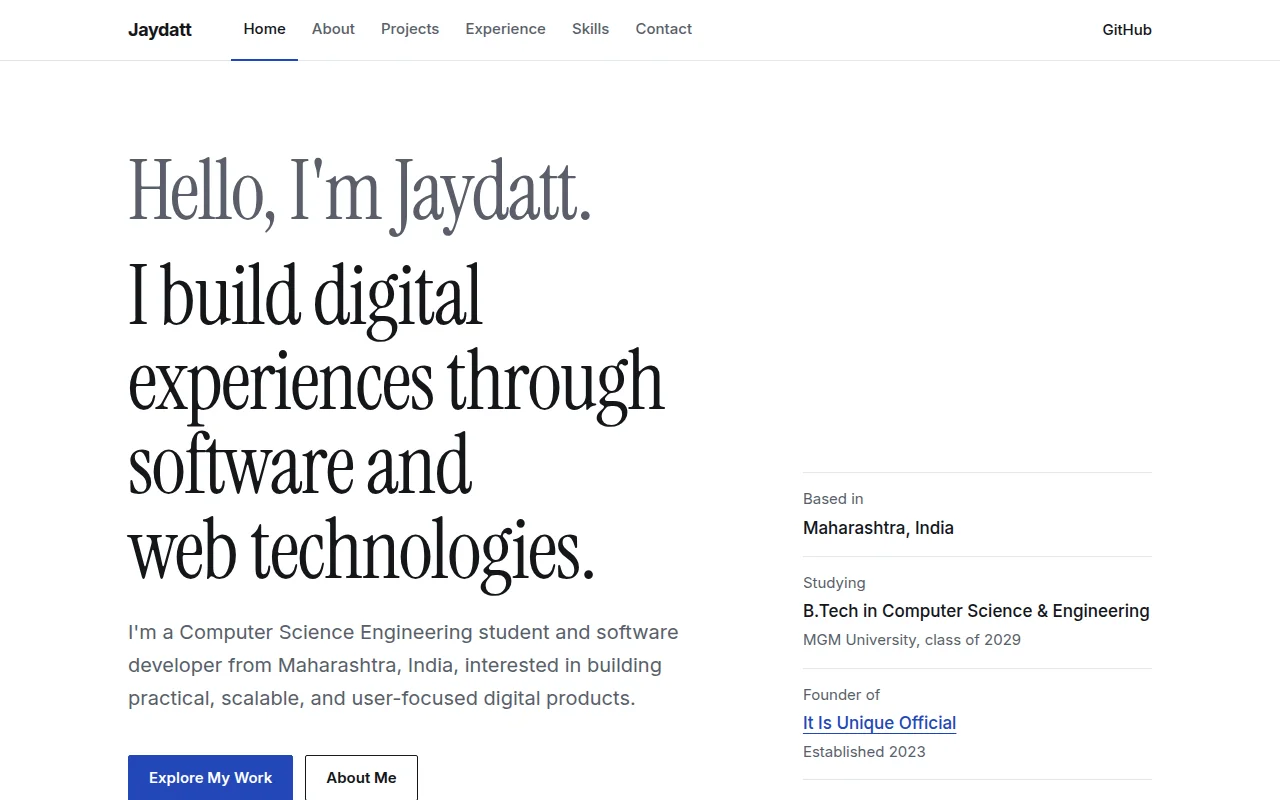 Jaydatt
Home
About
Projects
Experience
Skills
Contact
GitHub
Hello, I'm Jaydatt.
I build digital
experiences through
software and
web technologies.
I'm a Computer Science Engineering student and software
developer from Maharashtra, India, interested in building
practical, scalable, and user-focused digital products.
Explore My Work
About Me
Based in
Maharashtra, India
Studying
B.Tech in Computer Science & Engineering
MGM University, class of 2029
Founder of
It Is Unique Official
Established 2023